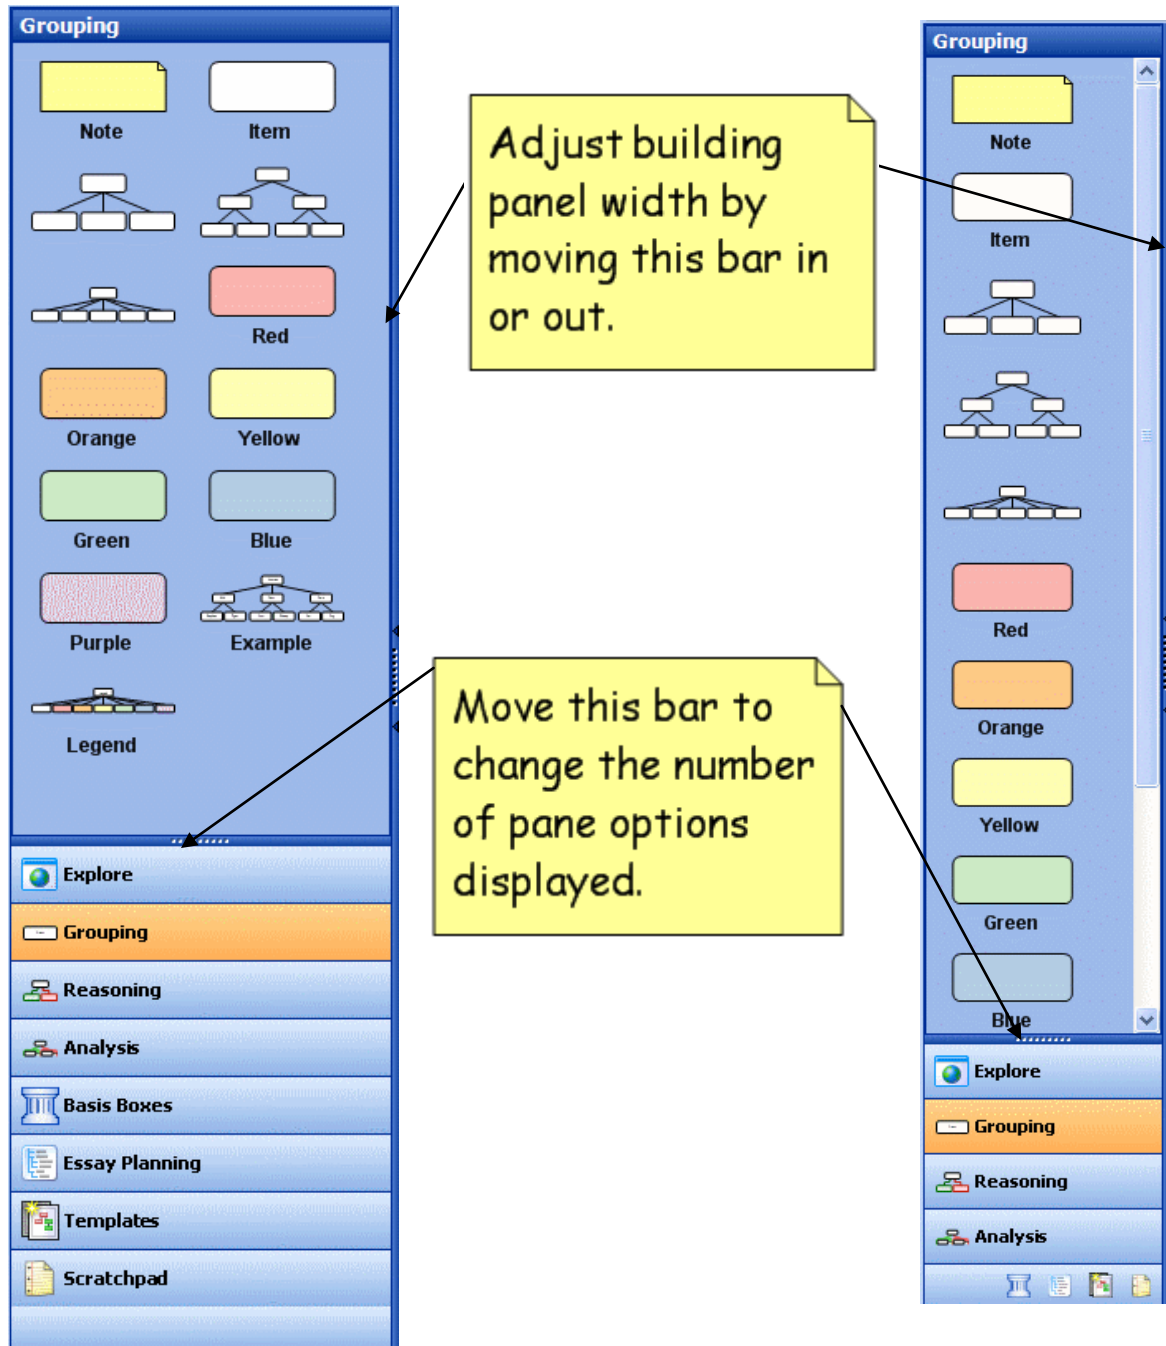 Grouping
Note
Item
Red
Orange
Yellow
Green
Blue
Purple
Example
Legend
Explore
Grouping
Reasoning
Analysis
Basis Boxes
Essay Planning
Templates
Scratchpad
Adjust building
panel width by
moving this bar in
or out.
Move this bar to
change the number
of pane options
displayed.
Grouping
Note
Item
Red
Orange
Yellow
Green
Blue
Explore
Grouping
Reasoning
Analysis